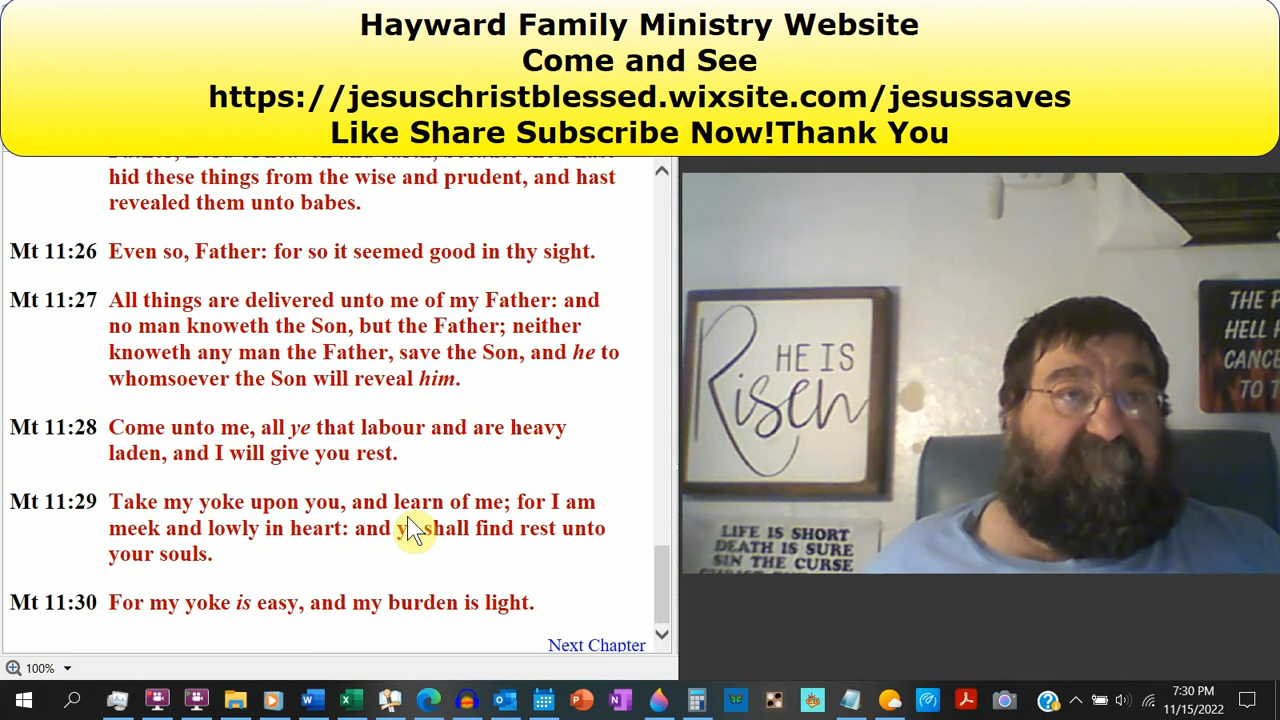 Hayward Family Ministry Website
Come and See
https://jesuschristblessed.wixsite.com/jesussaves
Like Share Subscribe Now!Thank You
hid these things from the wise and prudent, and hast
revealed them unto babes.
Mt 11:26 Even so, Father: for so it seemed good in thy sight.
Mt 11:27 All things are delivered unto me of my Father: and
no man knoweth the Son, but the Father; neither
knoweth any man the Father, save the Son, and he to
whomsoever the Son will reveal him.
Mt 11:28 Come unto me, all ye that labour and are heavy
laden, and I will give you rest.
Mt 11:29 Take my yoke upon you, and learn of me; for I am
meek and lowly in heart: and ye shall find rest unto
your souls.
Mt 11:30 For my yoke is easy, and my burden is light.
Next Chapter
HE IS
Risen
THE
HELL
TO
LIFE IS SHORT
DEATH IS SURE
SIN THE CURSE
100%
7:30 PM
11/15/2022